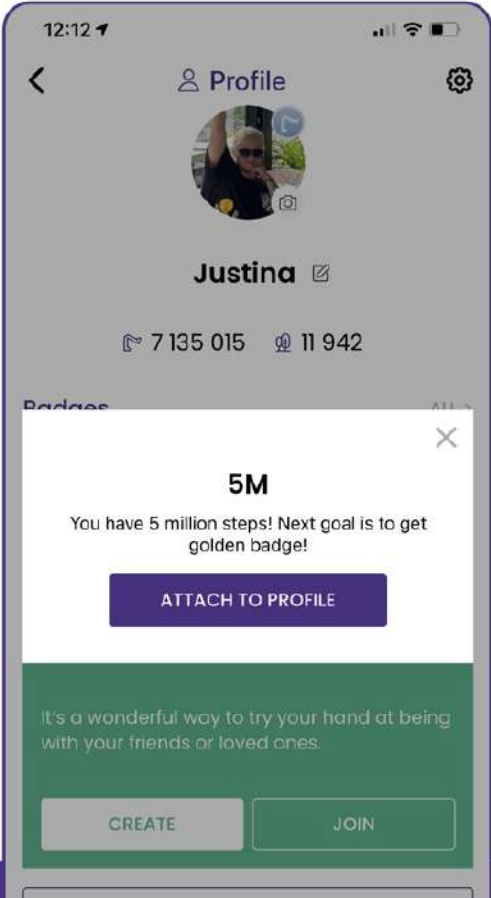 12:12
Profile
Justina
7 135 015 11 942
Badges All >
5M
You have 5 million steps! Next goal is to get
golden badge!
ATTACH TO PROFILE
It's a wonderful way to try your hand at being
with your friends or loved ones.
CREATE JOIN